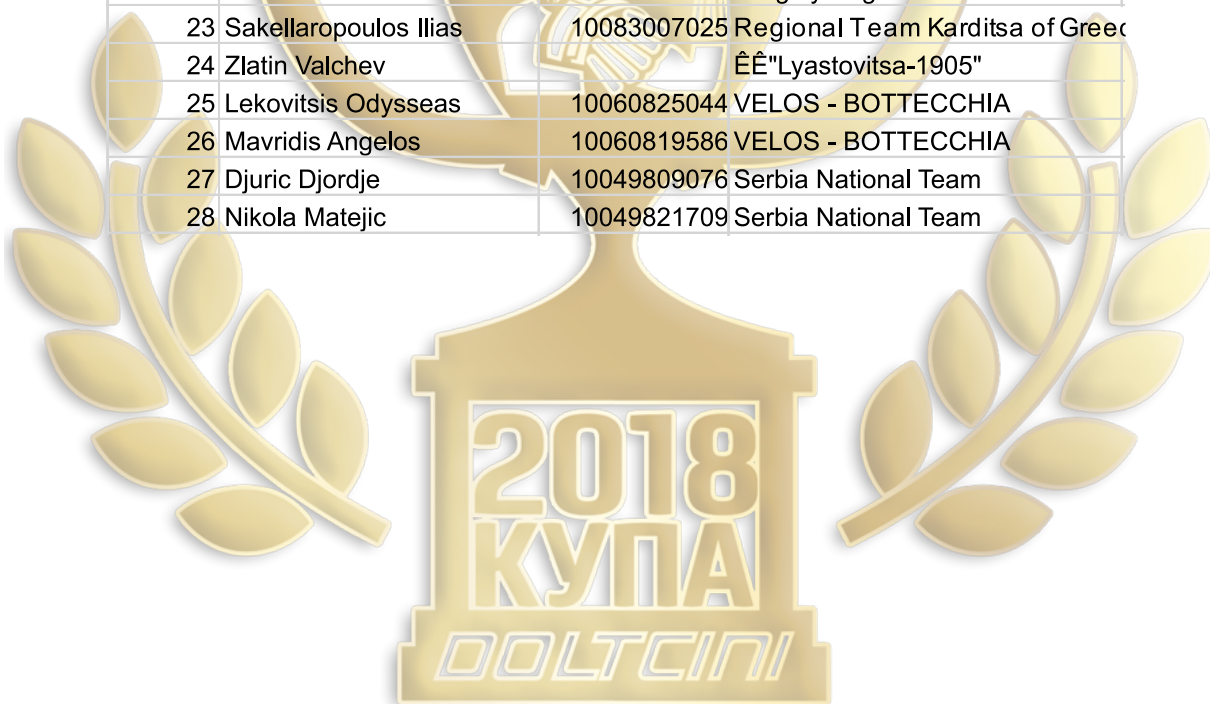 23 Sakellaropoulos Ilias 10083007025 Regional Team Karditsa of Greec
24 Zlatin Valchev ÊÊ"Lyastovitsa-1905"
25 Lekovitsis Odysseas 10060825044 VELOS - BOTTECCHIA
26 Mavridis Angelos 10060819586 VELOS - BOTTECCHIA
27 Djuric Djordje 10049809076 Serbia National Team
28 Nikola Matejic 10049821709 Serbia National Team
2018
КУПА
DOLTCINI